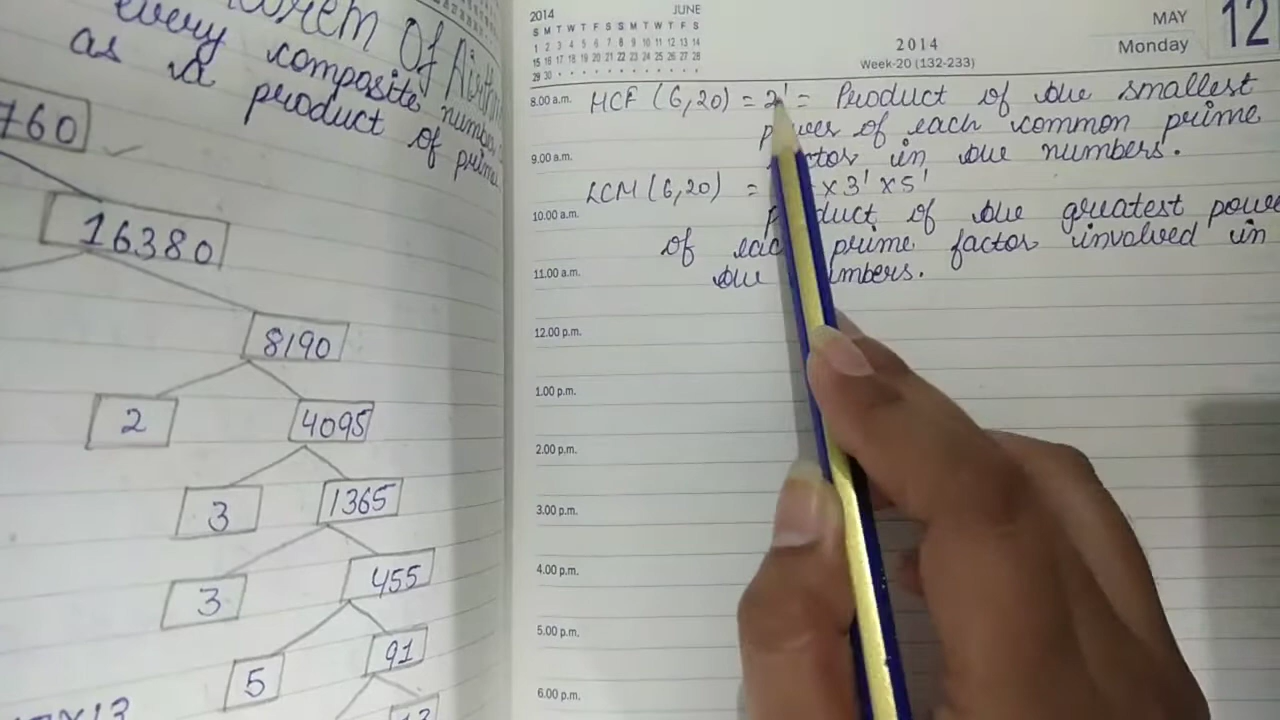 orem Of Arith
every composite number
as a product of prime
760
16380
8190
2
4095
3
1365
3
455
5
91
13
2014 JUNE
S M T W T F S S M T W T F S
1 2 3 4 5 6 7 8 9 10 11 12 13 14
15 16 17 18 19 20 21 22 23 24 25 26 27 28
29 30
2014
Week-20 (132-233)
MAY
Monday
12
8.00 a.m. HCF (6,20) = 2¹ = Product of the smallest
of each common prime
9.00 a.m. in the numbers.
LCM (6,20) = x 3¹ x 5¹
10.00 a.m. of the greatest power
of prime factor involved in
11.00 a.m. the
12.00 p.m.
1.00 p.m.
2.00 p.m.
3.00 p.m.
4.00 p.m.
5.00 p.m.
6.00 p.m.